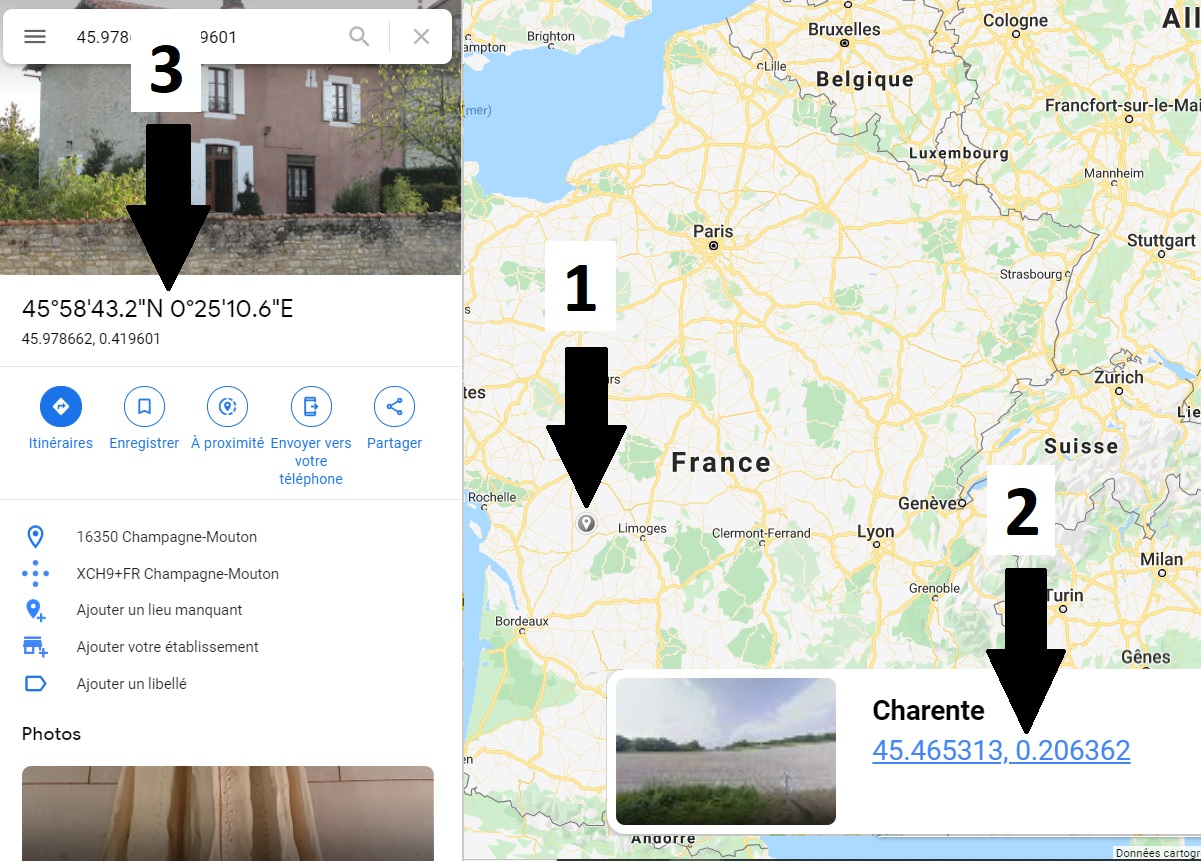 45.978
9601
3
45°58'43.2"N 0°25'10.6"E
45.978662, 0.419601
Itinéraires
Enregistrer
À proximité
Envoyer vers
votre
téléphone
Partager
16350 Champagne-Mouton
XCH9+FR Champagne-Mouton
Ajouter un lieu manquant
Ajouter votre établissement
Ajouter un libellé
Photos
Brighton
ampton
(mer)
Lille
Bruxelles
Belgique
Cologne
All
Francfort-sur-le-Mai
Luxembourg
Mannheim
Paris
Stuttgart
Strasbourg
1
urs
tes
Zurich
Lie
Suisse
France
Rochelle
Genève
2
Limoges
Clermont-Ferrand
Lyon
Milan
Grenoble
Turin
Bordeaux
Gênes
Charente
45.465313, 0.206362
Andorre
Données cartogr